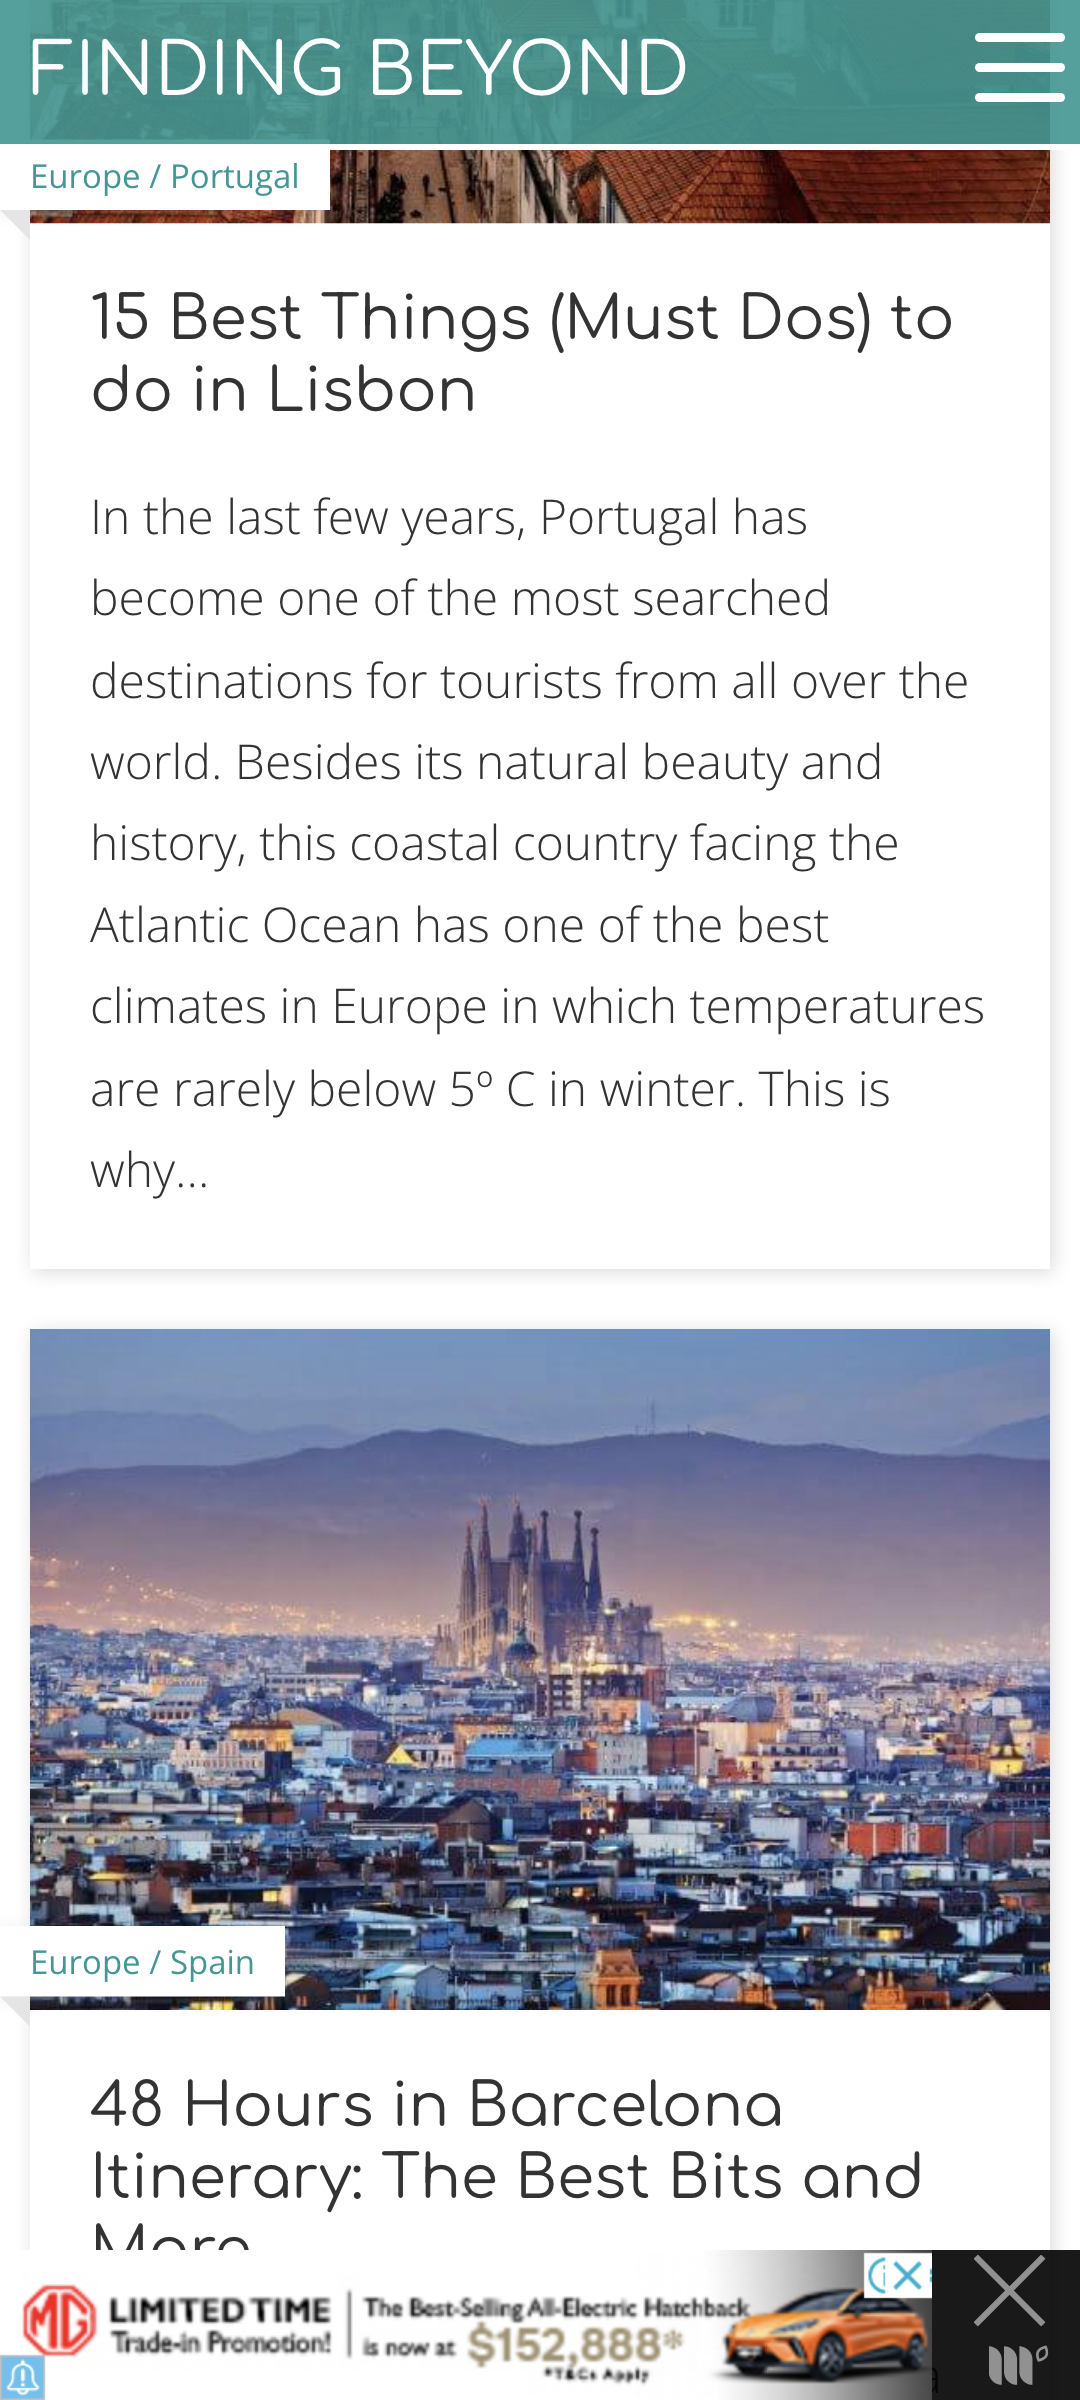 FINDING BEYOND
Europe / Portugal
15 Best Things (Must Dos) to
do in Lisbon
In the last few years, Portugal has
become one of the most searched
destinations for tourists from all over the
world. Besides its natural beauty and
history, this coastal country facing the
Atlantic Ocean has one of the best
climates in Europe in which temperatures
are rarely below 5º C in winter. This is
why...
Europe / Spain
48 Hours in Barcelona
Itinerary: The Best Bits and
More
MG
LIMITED TIME
Trade-in Promotion!
The Best-Selling All-Electric Hatchback
is now at $152,888*
*T&Cs Apply